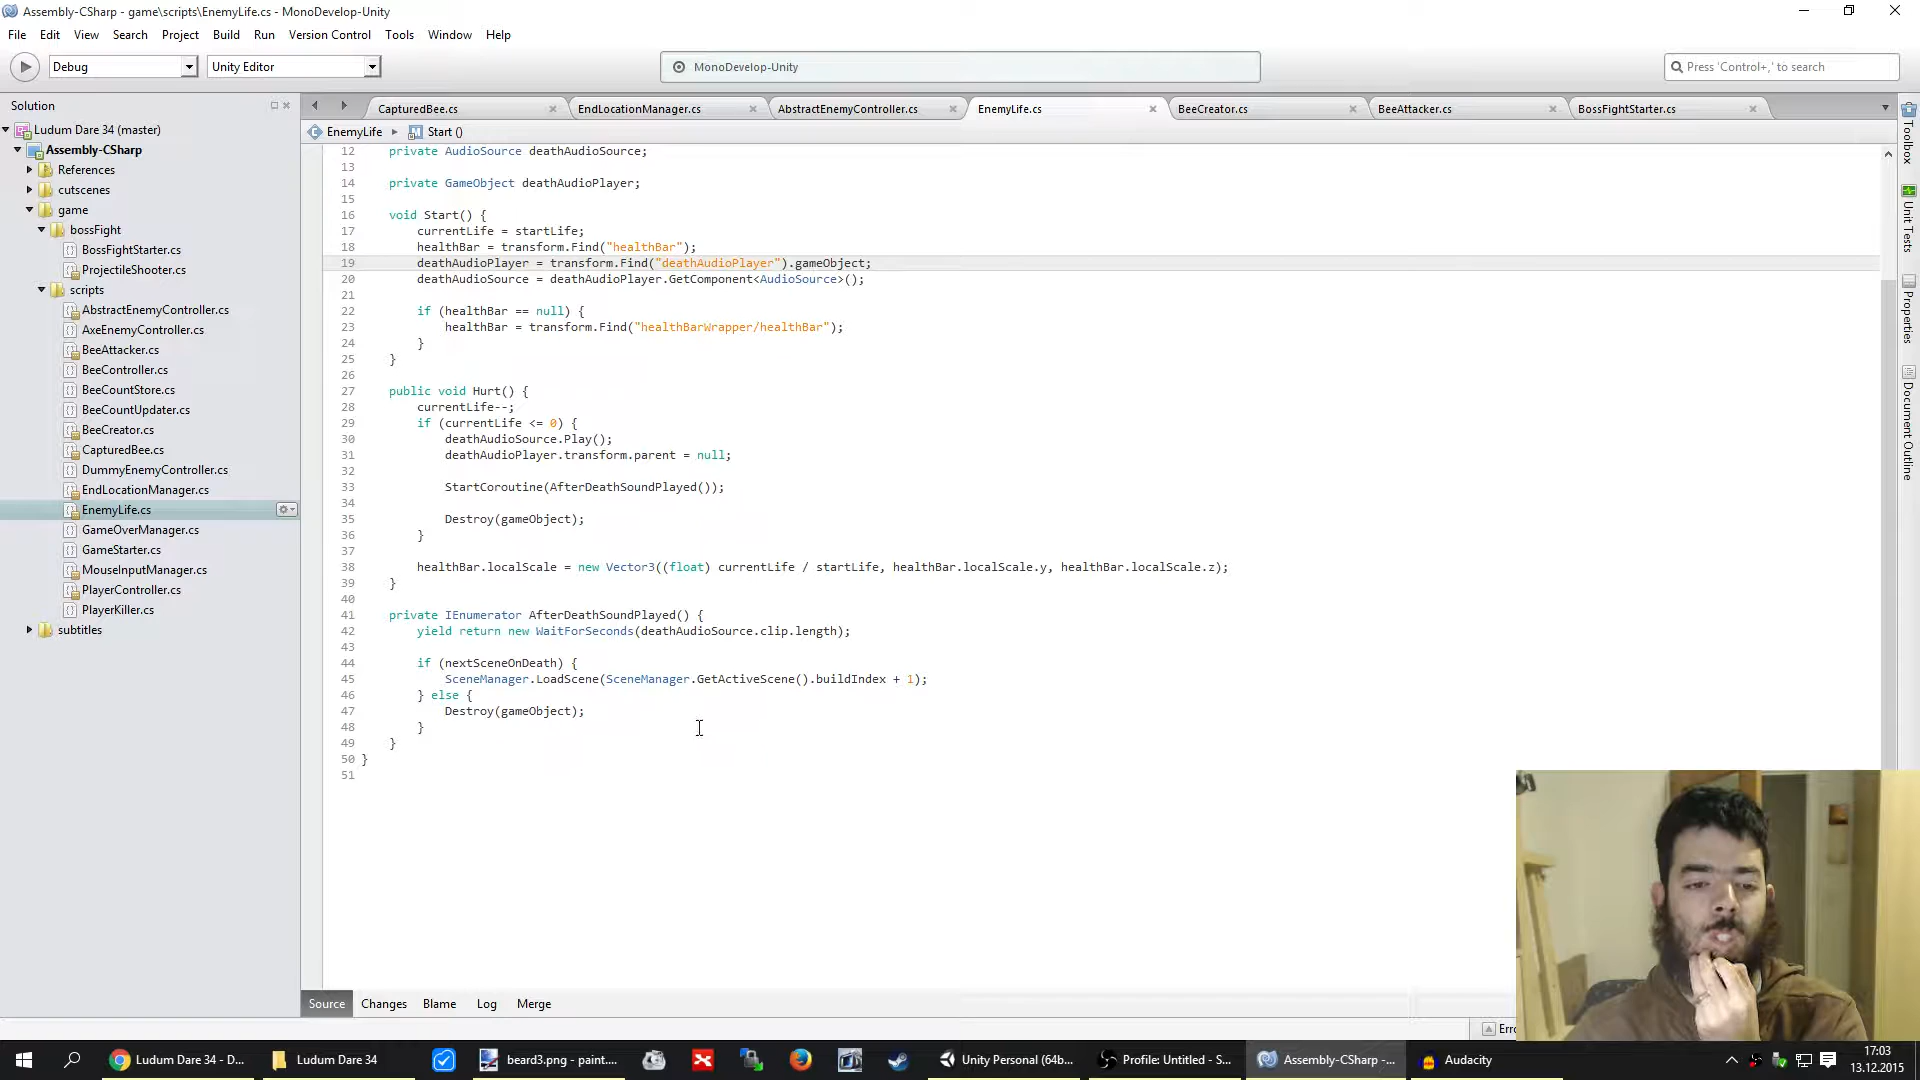 Assembly-CSharp - game\scripts\EnemyLife.cs - MonoDevelop-Unity
File Edit View Search Project Build Run Version Control Tools Window Help
Debug Unity Editor MonoDevelop-Unity Press 'Control+,' to search
Solution
Ludum Dare 34 (master)
Assembly-CSharp
References
cutscenes
game
bossFight
BossFightStarter.cs
ProjectileShooter.cs
scripts
AbstractEnemyController.cs
AxeEnemyController.cs
BeeAttacker.cs
BeeController.cs
BeeCountStore.cs
BeeCountUpdater.cs
BeeCreator.cs
CapturedBee.cs
DummyEnemyController.cs
EndLocationManager.cs
EnemyLife.cs
GameOverManager.cs
GameStarter.cs
MouseInputManager.cs
PlayerController.cs
PlayerKiller.cs
subtitles
CapturedBee.cs EndLocationManager.cs AbstractEnemyController.cs EnemyLife.cs BeeCreator.cs BeeAttacker.cs BossFightStarter.cs
EnemyLife Start ()
12 private AudioSource deathAudioSource;
13
14 private GameObject deathAudioPlayer;
15
16 void Start() {
17 currentLife = startLife;
18 healthBar = transform.Find("healthBar");
19 deathAudioPlayer = transform.Find("deathAudioPlayer").gameObject;
20 deathAudioSource = deathAudioPlayer.GetComponent<AudioSource>();
21
22 if (healthBar == null) {
23 healthBar = transform.Find("healthBarWrapper/healthBar");
24 }
25 }
26
27 public void Hurt() {
28 currentLife--;
29 if (currentLife <= 0) {
30 deathAudioSource.Play();
31 deathAudioPlayer.transform.parent = null;
32
33 StartCoroutine(AfterDeathSoundPlayed());
34
35 Destroy(gameObject);
36 }
37
38 healthBar.localScale = new Vector3((float) currentLife / startLife, healthBar.localScale.y, healthBar.localScale.z);
39 }
40
41 private IEnumerator AfterDeathSoundPlayed() {
42 yield return new WaitForSeconds(deathAudioSource.clip.length);
43
44 if (nextSceneOnDeath) {
45 SceneManager.LoadScene(SceneManager.GetActiveScene().buildIndex + 1);
46 } else {
47 Destroy(gameObject);
48 }
49 }
50 }
51
Toolbox
Unit Tests
Properties
Document Outline
Source Changes Blame Log Merge
Erro
Ludum Dare 34 - D... Ludum Dare 34 beard3.png - paint.... Unity Personal (64b... Profile: Untitled - S... Assembly-CSharp -... Audacity
17:03
13.12.2015